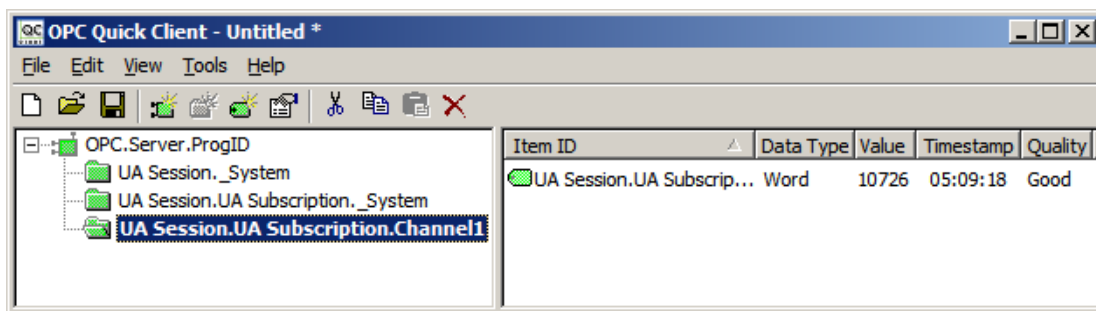 OPC Quick Client - Untitled *
File Edit View Tools Help
OPC.Server.ProgID
UA Session._System
UA Session.UA Subscription._System
UA Session.UA Subscription.Channel1
Item ID Data Type Value Timestamp Quality
UA Session.UA Subscrip... Word 10726 05:09:18 Good